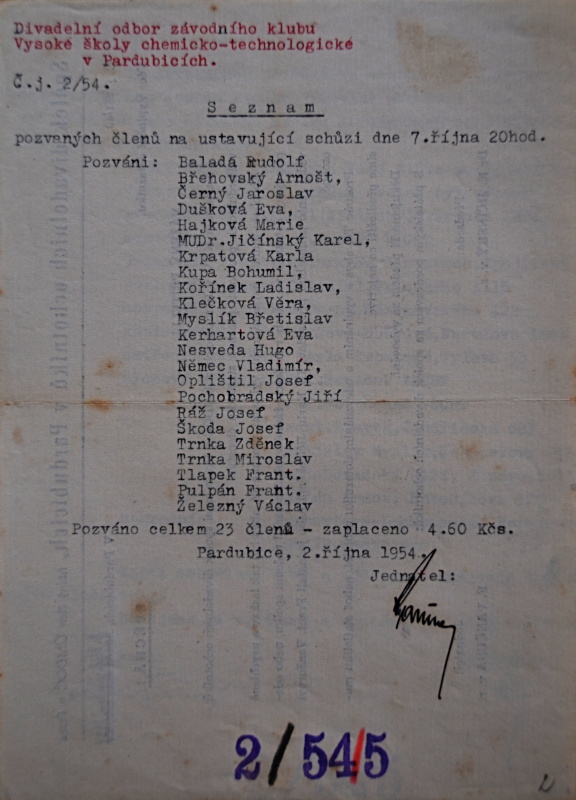 Divadelní odbor závodního klubu
Vysoké školy chemicko-technologické
v Pardubicích.
Č.j. 2/54.
Seznam
pozvaných členů na ustavující schůzi dne 7.října 20hod.
Pozváni: Baladá Rudolf
Břehovský Arnošt,
Černý Jaroslav
Dušková Eva,
Hajková Marie
MUDr.Jičínský Karel,
Krpatová Karla
Kupa Bohumil,
Kořínek Ladislav,
Klečková Věra,
Myslík Břetislav
Kerhartová Eva
Nesveda Hugo
Němec Vladimír,
Oplištil Josef
Pochobradský Jiří
Ráž Josef
Škoda Josef
Trnka Zděnek
Trnka Miroslav
Tlapek Frant.
Pulpán Frant.
Železný Václav
Pozváno celkem 23 členů - zaplaceno 4.60 Kčs.
Pardubice, 2.října 1954.
Jednatel:
2/54/5